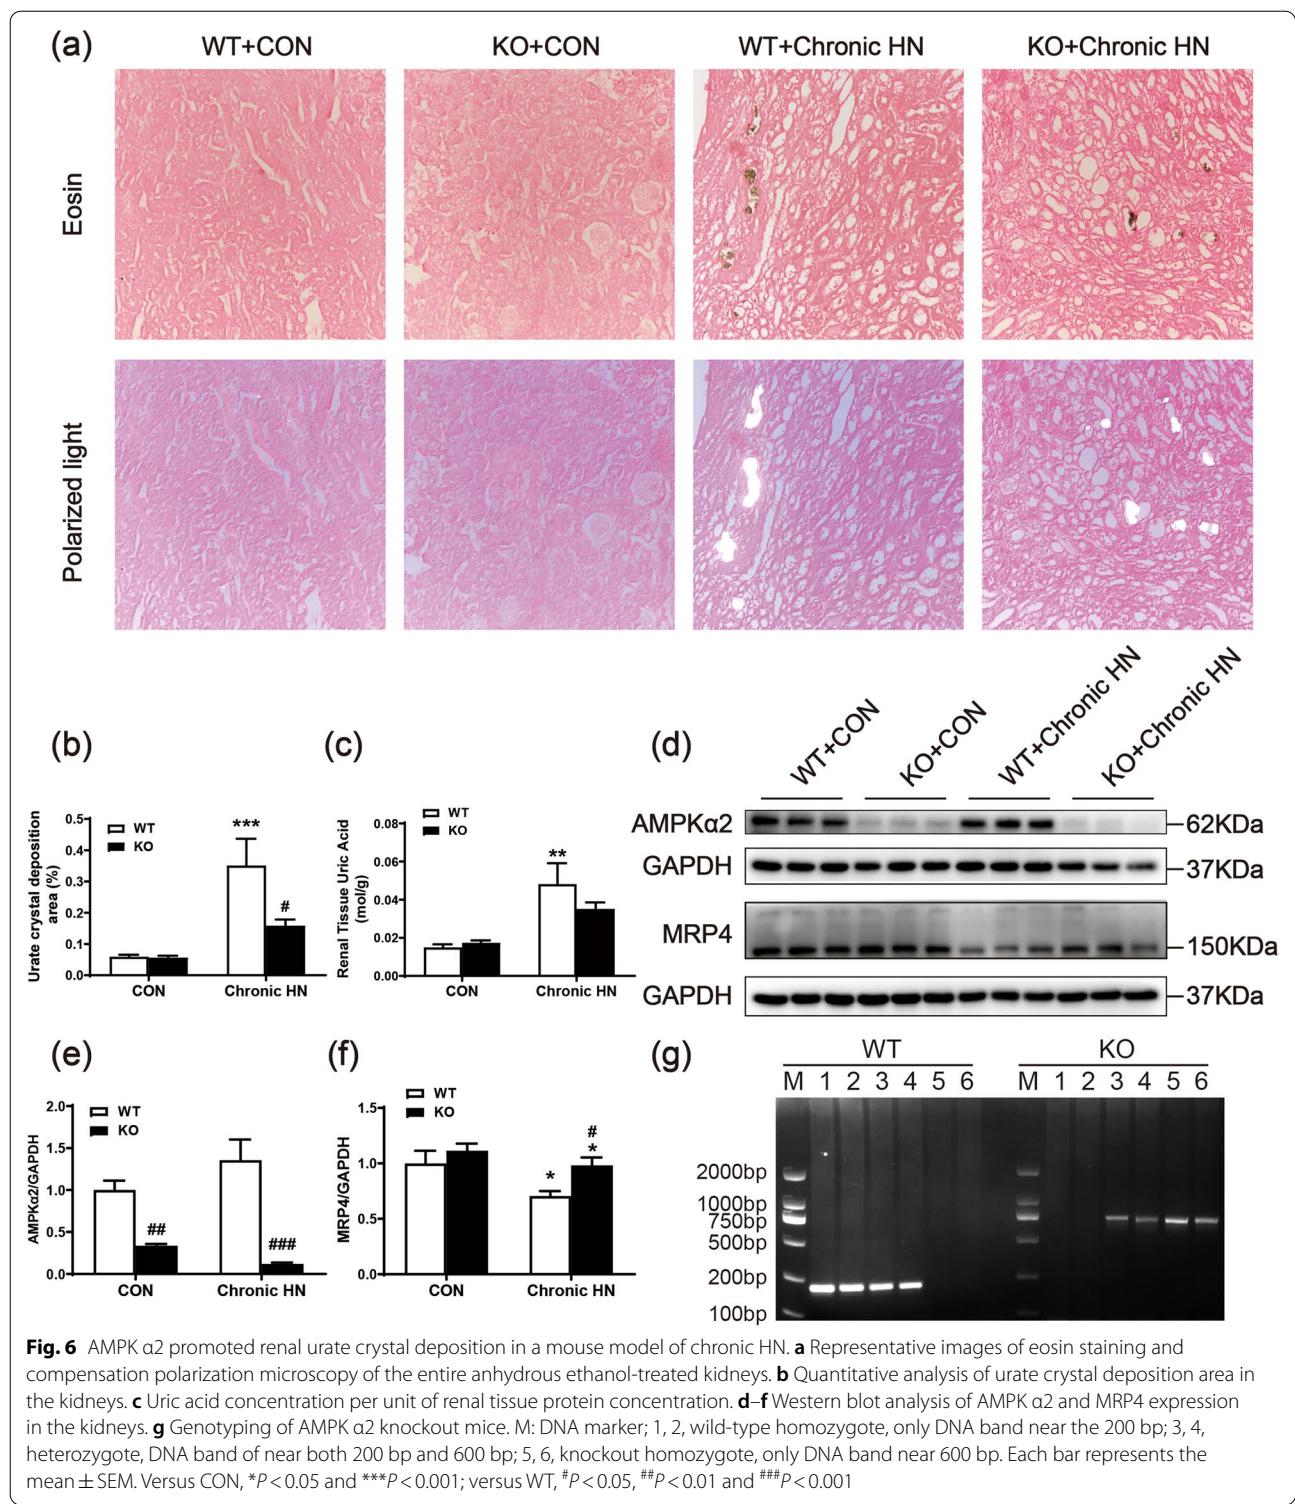 (a)
WT+CON
KO+CON
WT+Chronic HN
KO+Chronic HN
Eosin
Polarized light
(b)
Urate crystal deposition
area (%)
0.5
0.4
0.3
0.2
0.1
0.0
WT
KO
***
#
CON
Chronic HN
(c)
Renal Tissue Uric Acid
(mol/g)
0.08
0.06
0.04
0.02
0.00
WT
KO
**
CON
Chronic HN
(d)
WT+CON
KO+CON
WT+Chronic HN
KO+Chronic HN
AMPKα2
62KDa
GAPDH
37KDa
MRP4
150KDa
GAPDH
37KDa
(e)
AMPKα2/GAPDH
2.0
1.5
1.0
0.5
0.0
WT
KO
##
###
CON
Chronic HN
(f)
MRP4/GAPDH
1.5
1.0
0.5
0.0
WT
KO
*
#
*
CON
Chronic HN
(g)
WT
KO
M 1 2 3 4 5 6
M 1 2 3 4 5 6
2000bp
1000bp
750bp
500bp
200bp
100bp
2000bp
1000bp
750bp
500bp
200bp
100bp
Fig. 6 AMPK α2 promoted renal urate crystal deposition in a mouse model of chronic HN. a Representative images of eosin staining and
compensation polarization microscopy of the entire anhydrous ethanol-treated kidneys. b Quantitative analysis of urate crystal deposition area in
the kidneys. c Uric acid concentration per unit of renal tissue protein concentration. d–f Western blot analysis of AMPK α2 and MRP4 expression
in the kidneys. g Genotyping of AMPK α2 knockout mice. M: DNA marker; 1, 2, wild-type homozygote, only DNA band near the 200 bp; 3, 4,
heterozygote, DNA band of near both 200 bp and 600 bp; 5, 6, knockout homozygote, only DNA band near 600 bp. Each bar represents the
mean ± SEM. Versus CON, *P < 0.05 and ***P < 0.001; versus WT, #P < 0.05, ##P < 0.01 and ###P < 0.001